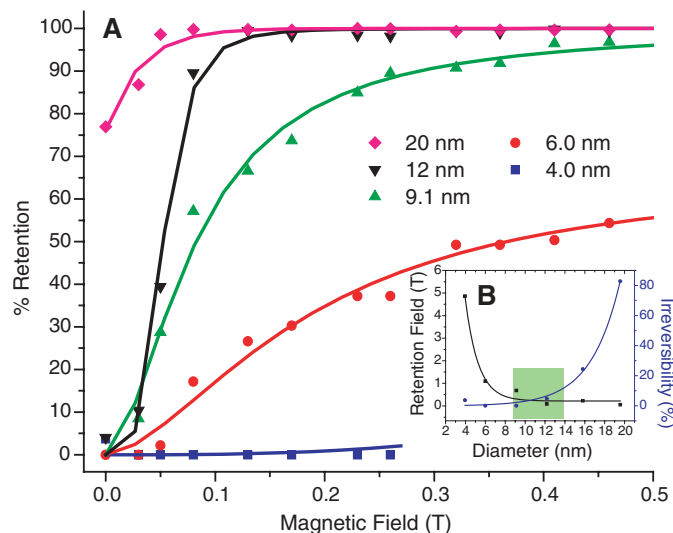 A
100
90
80
70
60
50
40
30
20
10
0
% Retention
20 nm
12 nm
9.1 nm
6.0 nm
4.0 nm
B
6
5
4
3
2
1
0
Retention Field (T)
80
60
40
20
0
Irreversibility (%)
2 4 6 8 10 12 14 16 18 20
Diameter (nm)
0.0 0.1 0.2 0.3 0.4 0.5
Magnetic Field (T)